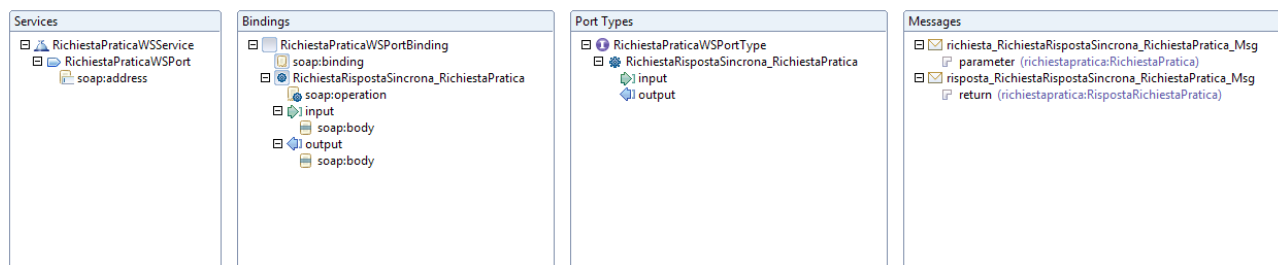 Services
RichiestaPraticaWSService
RichiestaPraticaWSPort
soap:address
Bindings
RichiestaPraticaWSPortBinding
soap:binding
RichiestaRispostaSincrona_RichiestaPratica
soap:operation
input
soap:body
output
soap:body
Port Types
RichiestaPraticaWSPortType
RichiestaRispostaSincrona_RichiestaPratica
input
output
Messages
richiesta_RichiestaRispostaSincrona_RichiestaPratica_Msg
parameter (richiestapratica:RichiestaPratica)
risposta_RichiestaRispostaSincrona_RichiestaPratica_Msg
return (richiestapratica:RispostaRichiestaPratica)